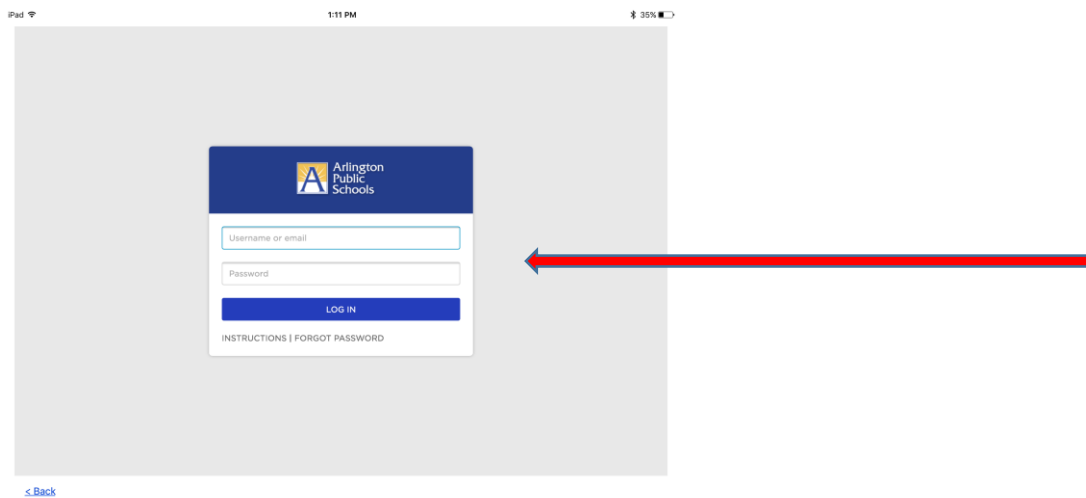 iPad 1:11 PM 35%
Arlington
Public
Schools
Username or email
Password
LOG IN
INSTRUCTIONS | FORGOT PASSWORD
< Back